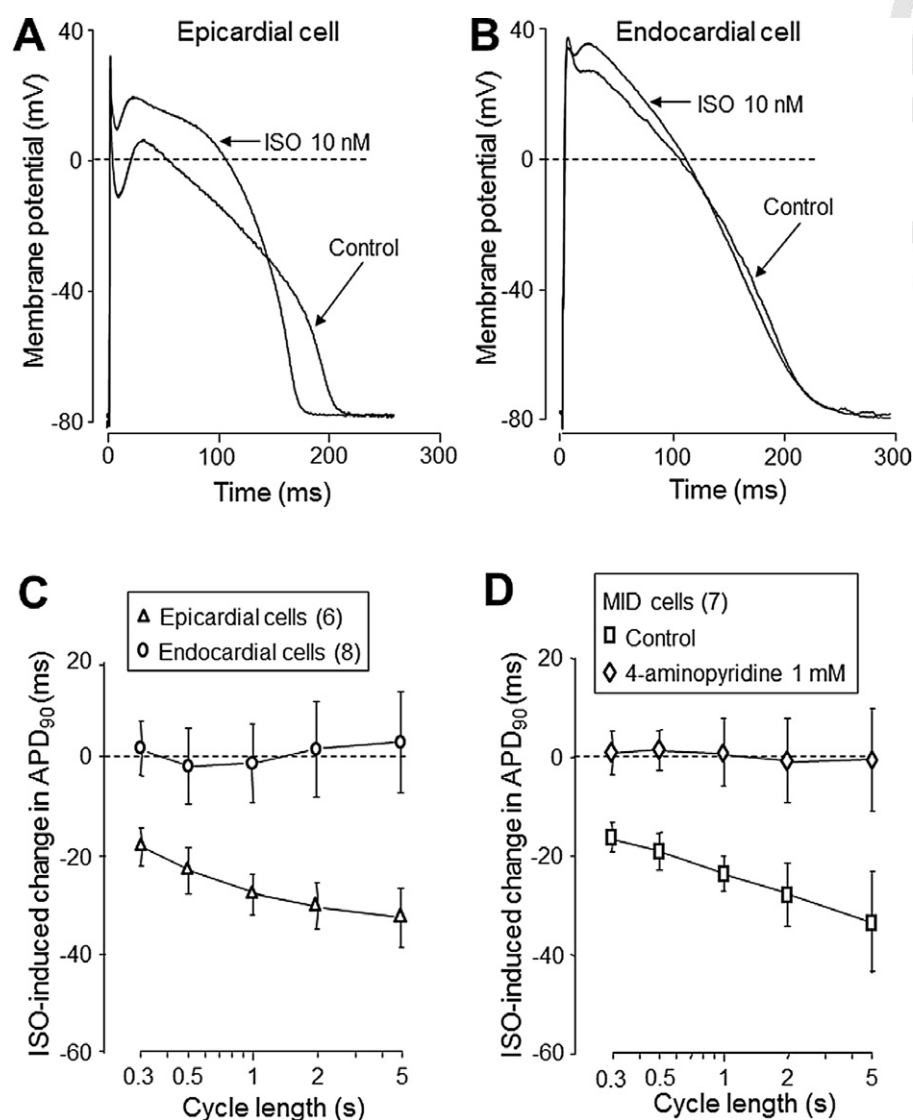 A
Epicardial cell
Membrane potential (mV)
40
0
-40
-80
ISO 10 nM
Control
0 100 200 300
Time (ms)
B
Endocardial cell
Membrane potential (mV)
40
0
-40
-80
ISO 10 nM
Control
0 100 200 300
Time (ms)
C
Epicardial cells (6)
Endocardial cells (8)
ISO-induced change in APD90 (ms)
20
0
-20
-40
-60
0.3 0.5 1 2 5
Cycle length (s)
D
MID cells (7)
Control
4-aminopyridine 1 mM
ISO-induced change in APD90 (ms)
20
0
-20
-40
-60
0.3 0.5 1 2 5
Cycle length (s)